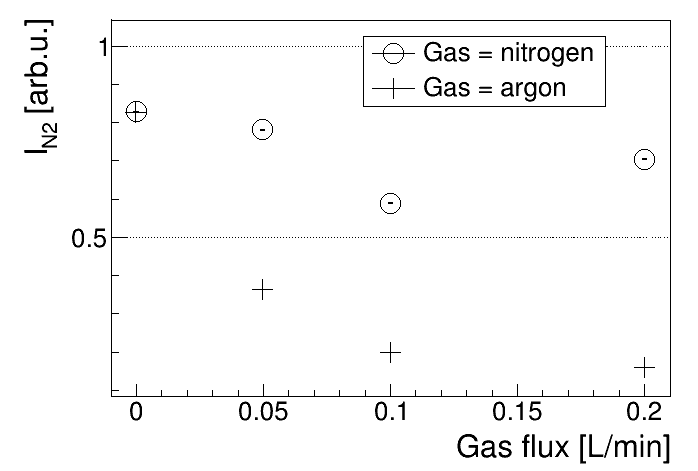 I_N2 [arb.u.]
1
0.5
Gas = nitrogen
Gas = argon
0 0.05 0.1 0.15 0.2
Gas flux [L/min]